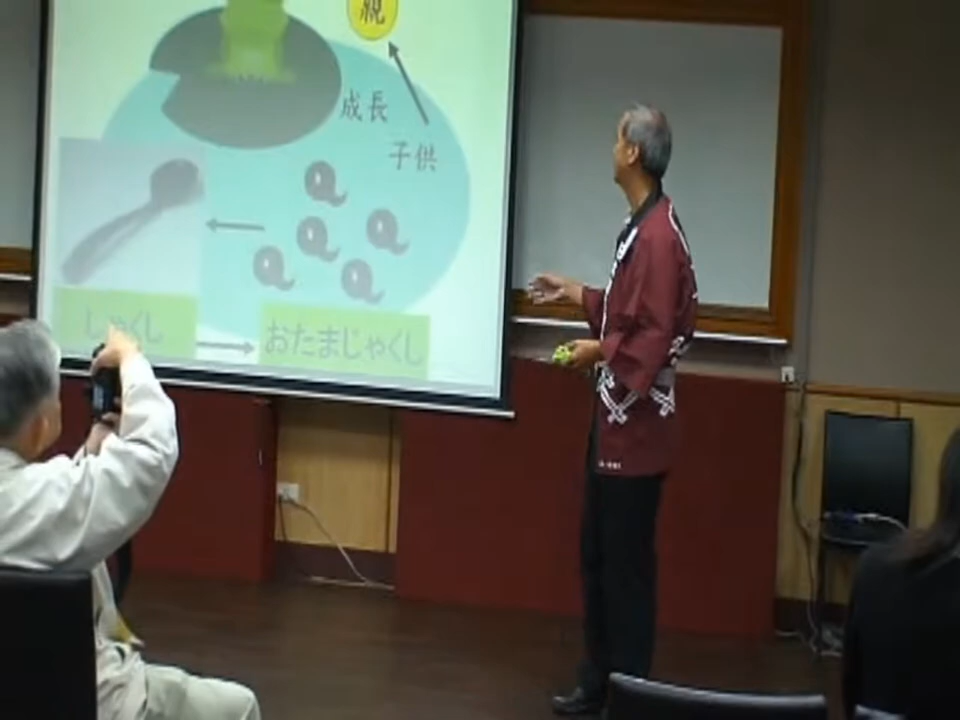 親
成長
子供
しゃくし
おたまじゃくし